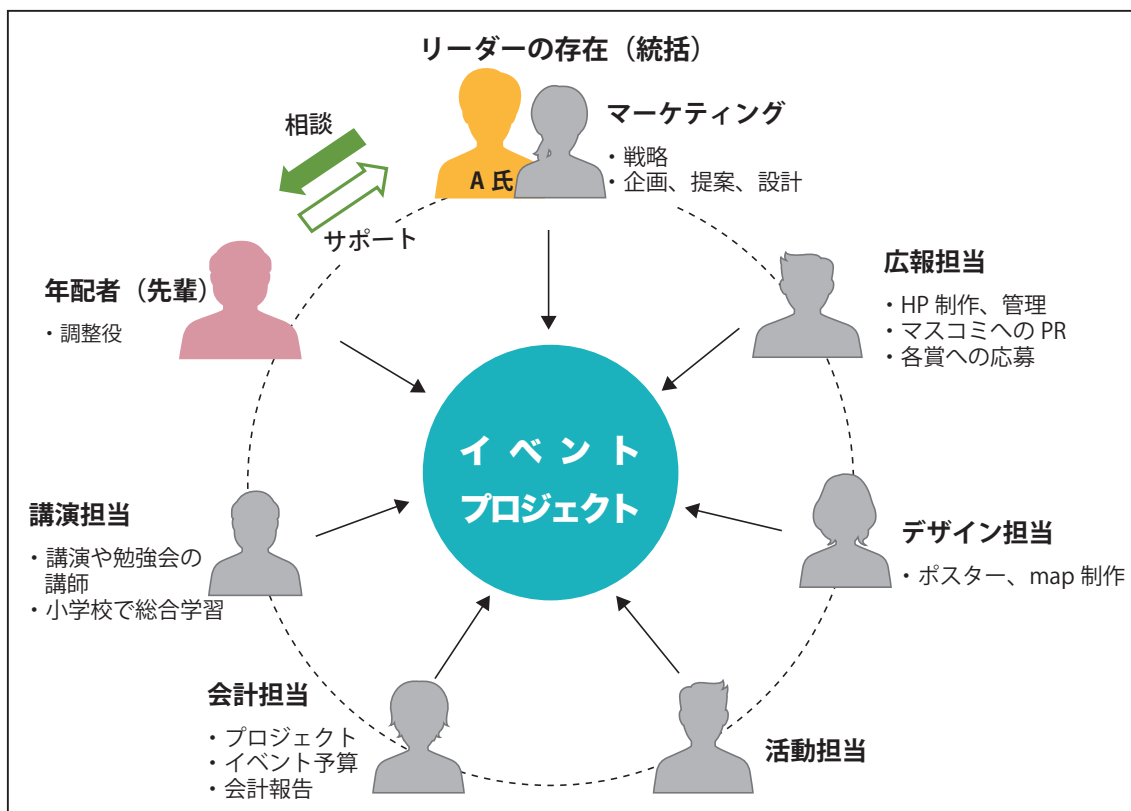 リーダーの存在（統括）
マーケティング
・戦略
・企画、提案、設計
A 氏
相談
サポート
年配者（先輩）
・調整役
広報担当
・HP 制作、管理
・マスコミへの PR
・各賞への応募
イベント
プロジェクト
講演担当
・講演や勉強会の
講師
・小学校で総合学習
デザイン担当
・ポスター、map 制作
会計担当
・プロジェクト
・イベント予算
・会計報告
活動担当